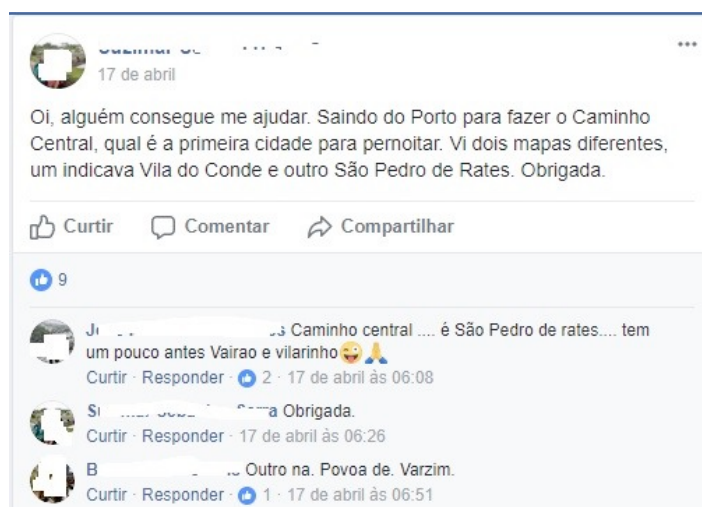 17 de abril
Oi, alguém consegue me ajudar. Saindo do Porto para fazer o Caminho
Central, qual é a primeira cidade para pernoitar. Vi dois mapas diferentes,
um indicava Vila do Conde e outro São Pedro de Rates. Obrigada.
Curtir Comentar Compartilhar
9
Caminho central .... é São Pedro de rates.... tem
um pouco antes Vairao e vilarinho😜🙏
Curtir · Responder · 2 · 17 de abril às 06:08
Obrigada.
Curtir · Responder · 17 de abril às 06:26
Outro na. Povoa de. Varzim.
Curtir · Responder · 1 · 17 de abril às 06:51